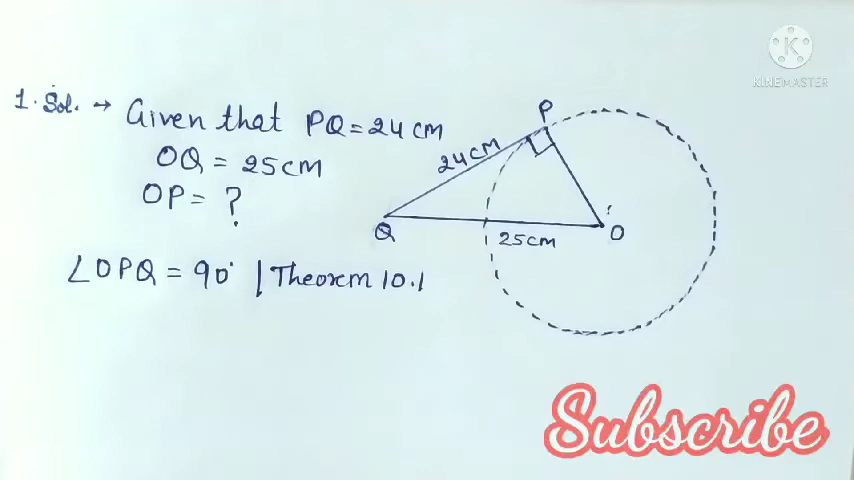 1. Sol. → Given that PQ = 24 cm
OQ = 25 cm
OP = ?
∠OPQ = 90° | Theorem 10.1
P
24 cm
Q
25 cm
O
K
KINEMASTER
Subscribe